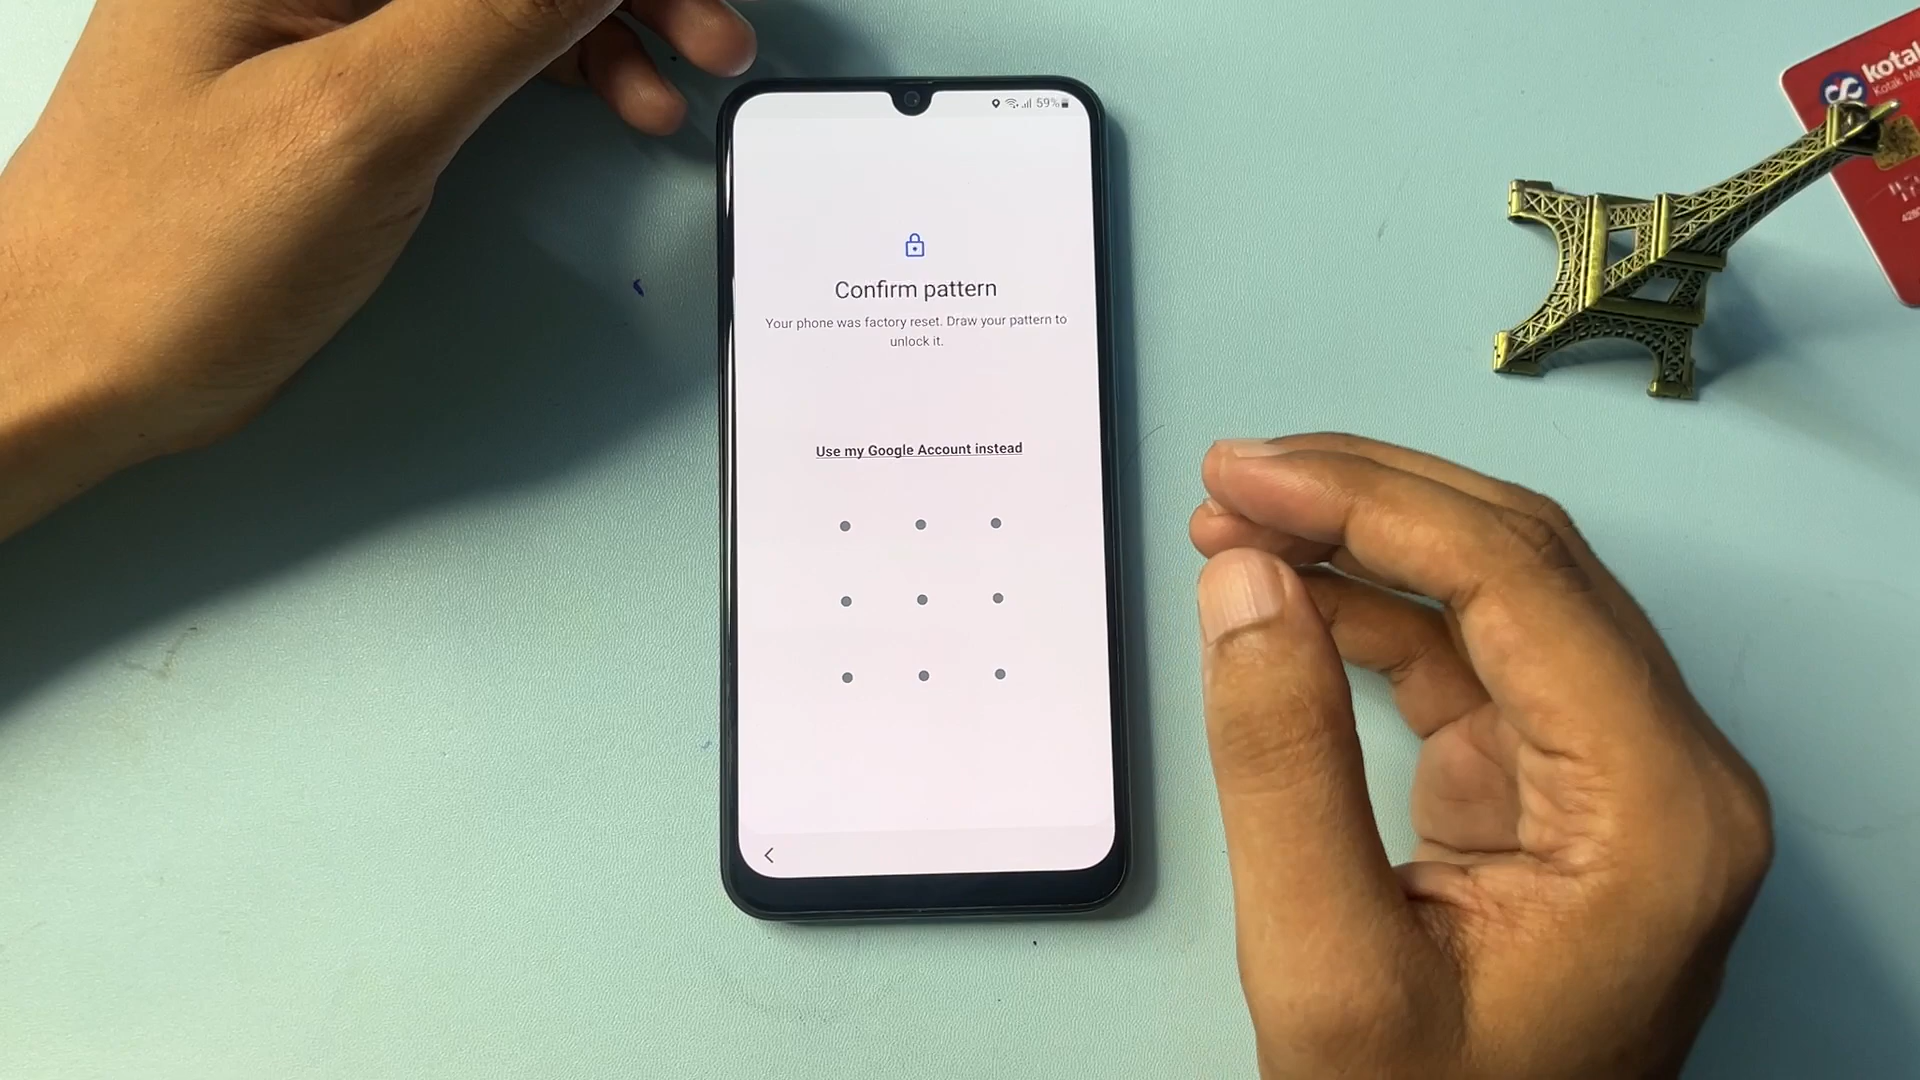 59%
Confirm pattern
Your phone was factory reset. Draw your pattern to
unlock it.
Use my Google Account instead
kotak
Kotak